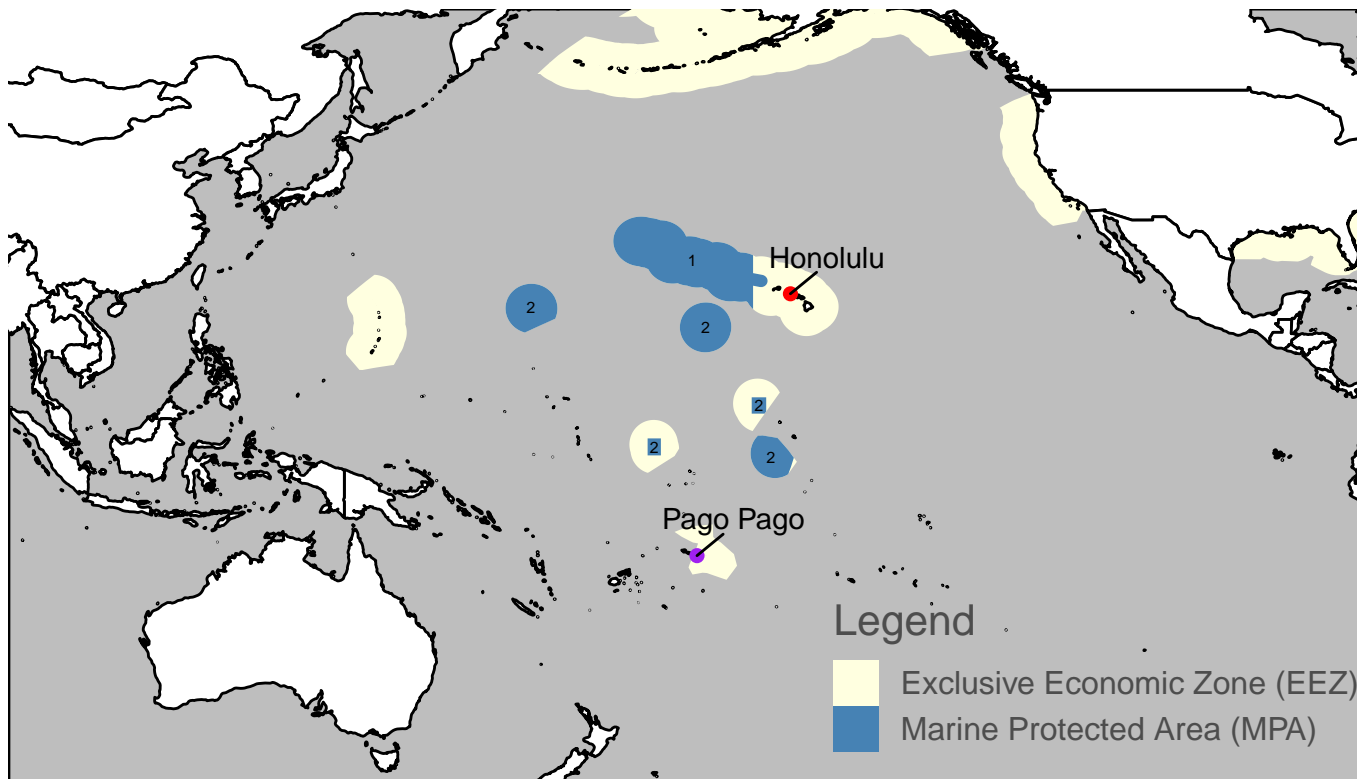 1
Honolulu
2
2
2
2
2
Pago Pago
Legend
Exclusive Economic Zone (EEZ)
Marine Protected Area (MPA)